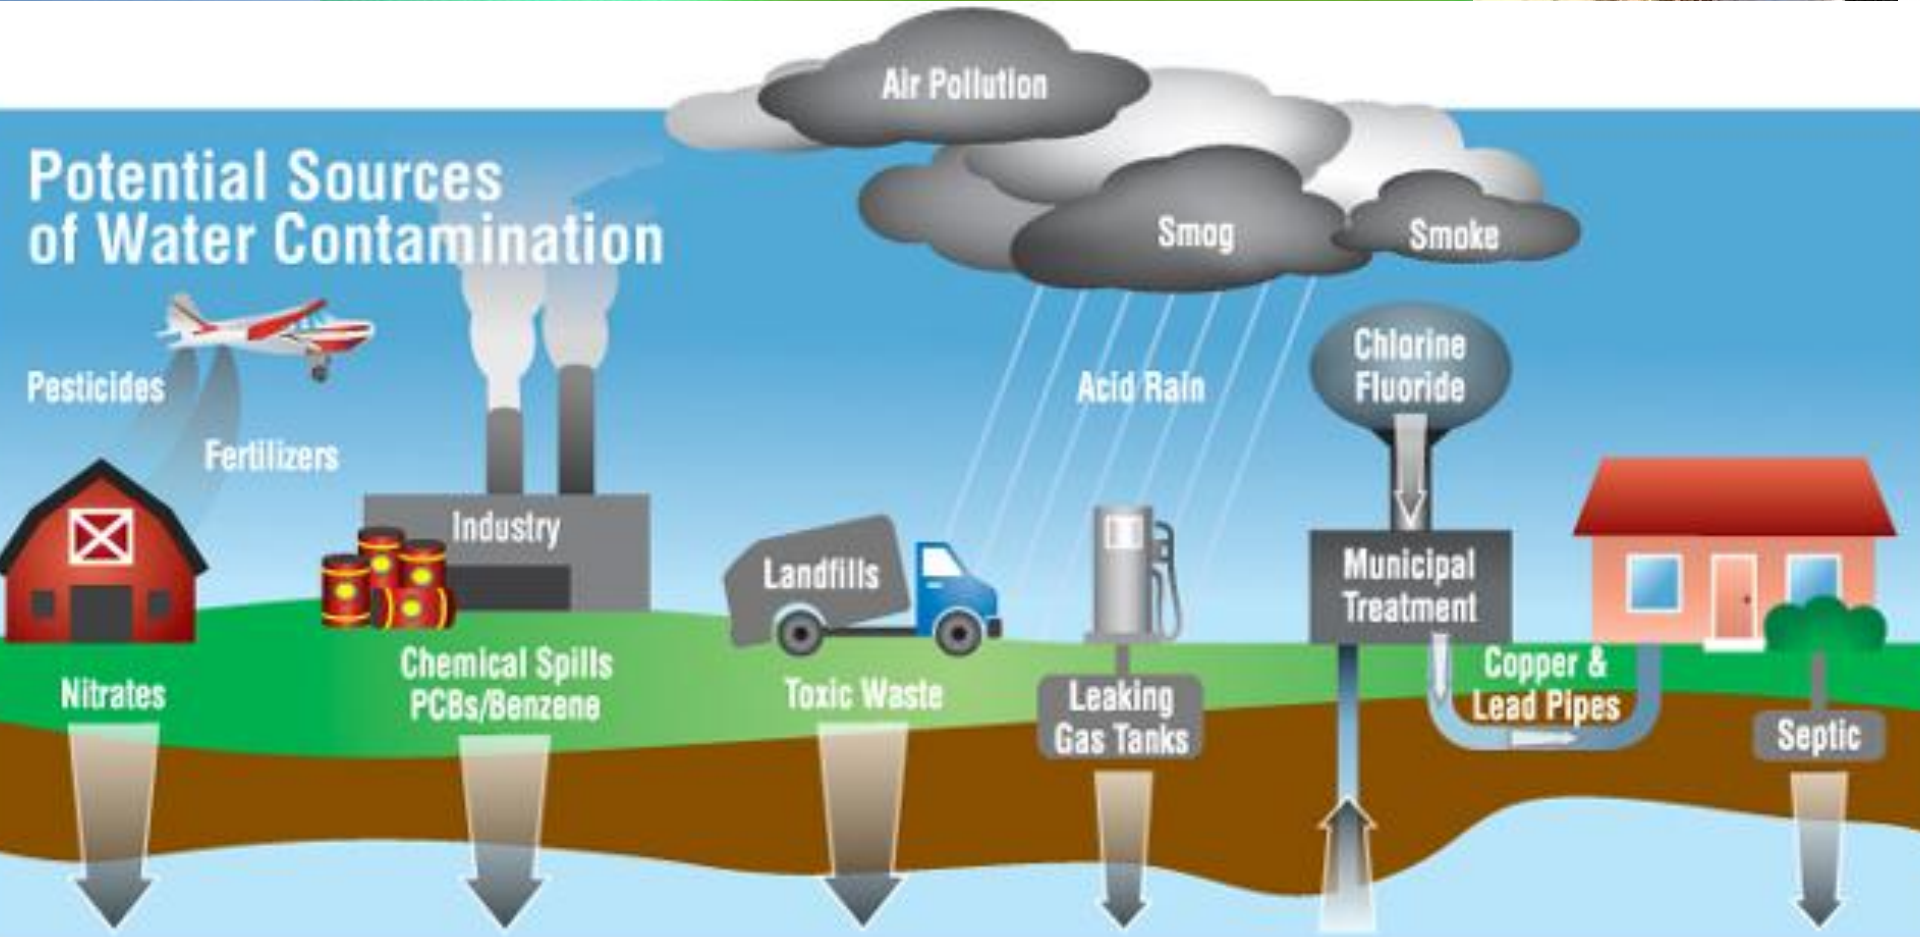 Air Pollution
Potential Sources
of Water Contamination
Smog
Smoke
Pesticides
Fertilizers
Acid Rain
Chlorine
Fluoride
Industry
Landfills
Municipal
Treatment
Nitrates
Chemical Spills
PCBs/Benzene
Toxic Waste
Leaking
Gas Tanks
Copper &
Lead Pipes
Septic